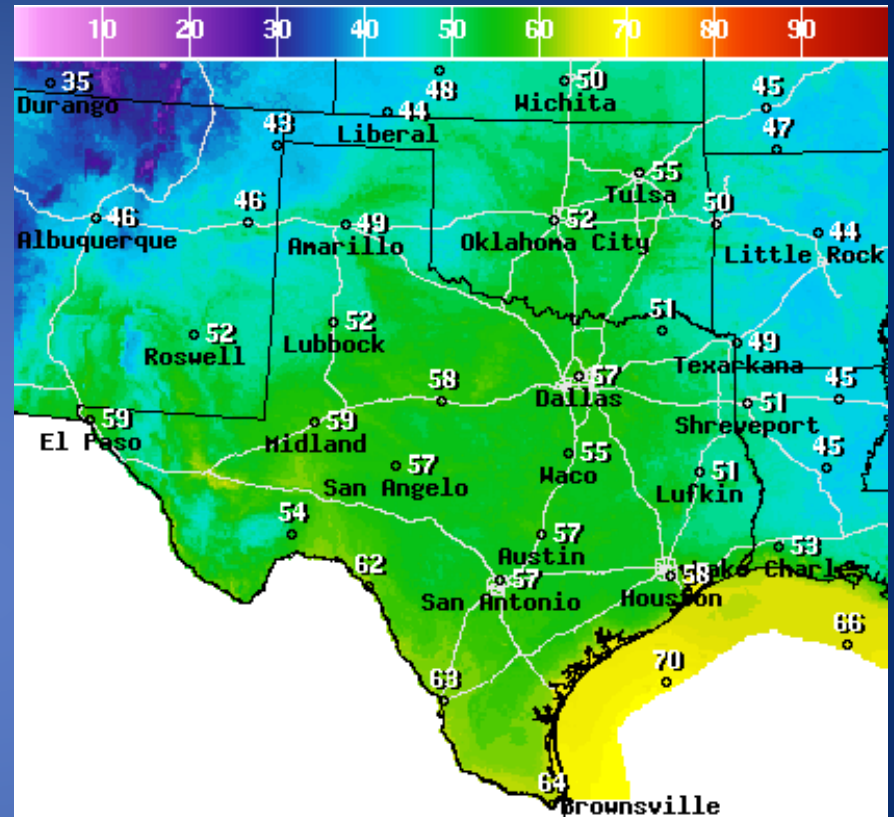 10 20 30 40 50 60 70 80 90
35
Durango
48
50
Wichita
45
44
Liberal
43
47
55
Tulsa
46
Albuquerque
46
49
Amarillo
52
Oklahoma City
50
44
Little Rock
52
Roswell
52
Lubbock
51
49
Texarkana
57
Dallas
58
51
Shreveport
45
59
El Paso
59
Midland
57
San Angelo
55
Waco
51
Lufkin
45
54
57
Austin
53
Lake Charles
62
57
San Antonio
58
Houston
66
63
70
64
Brownsville